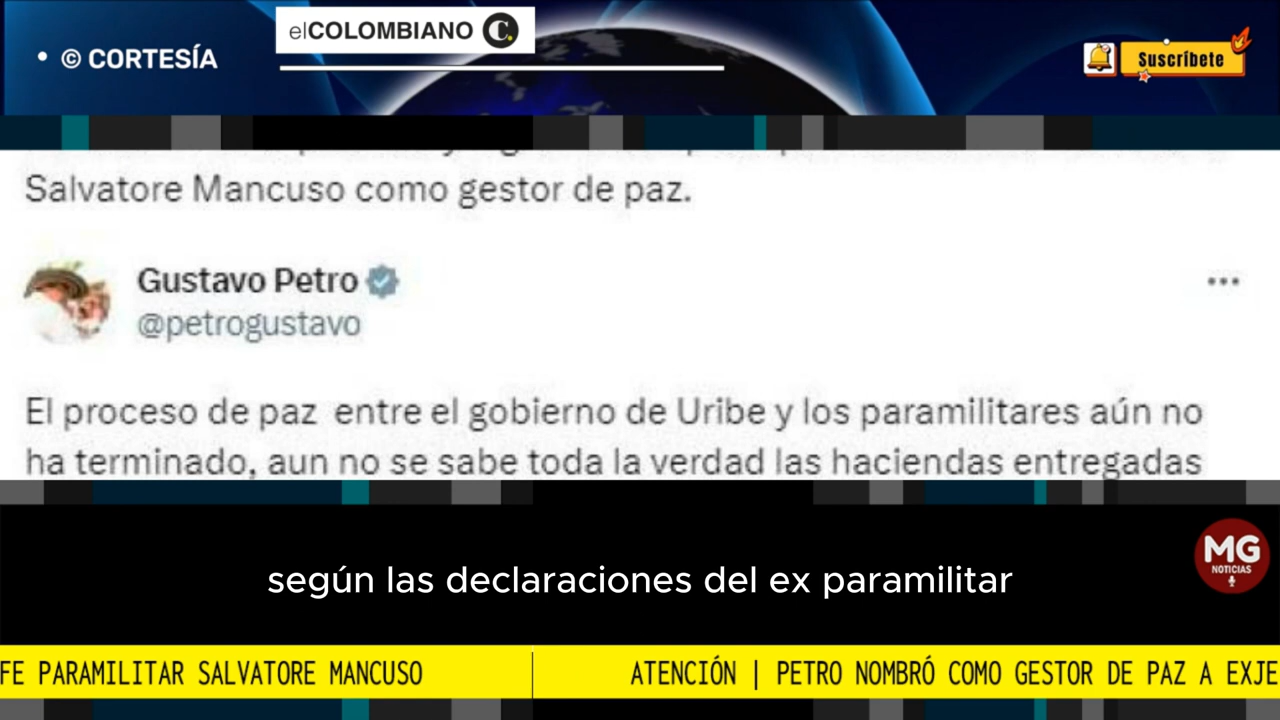 elCOLOMBIANO C.
• © CORTESÍA
Suscríbete
Salvatore Mancuso como gestor de paz.
Gustavo Petro
@petrogustavo
El proceso de paz entre el gobierno de Uribe y los paramilitares aún no
ha terminado, aun no se sabe toda la verdad las haciendas entregadas
MG
NOTICIAS
según las declaraciones del ex paramilitar
FE PARAMILITAR SALVATORE MANCUSO
ATENCIÓN | PETRO NOMBRÓ COMO GESTOR DE PAZ A EXJE